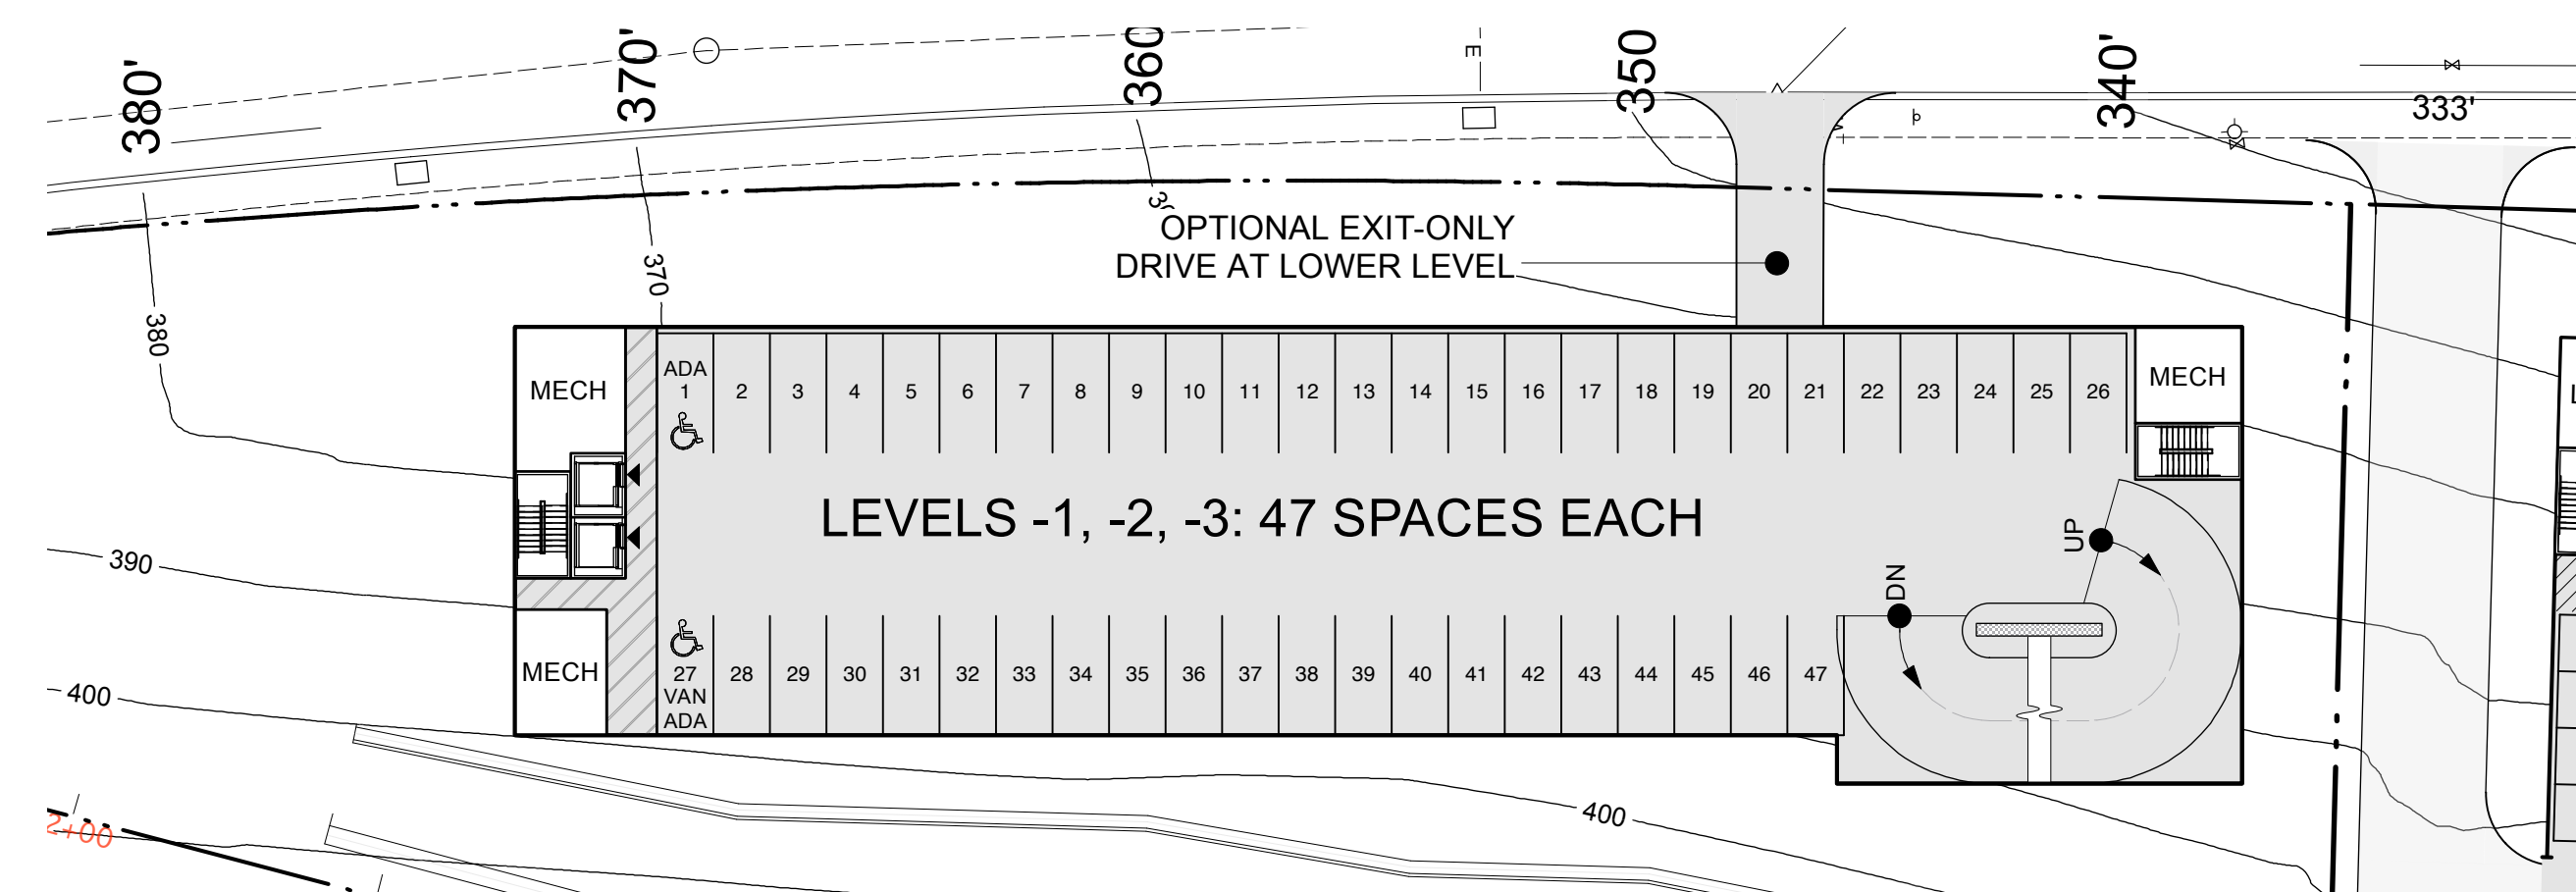 380'
370'
360
350
340'
333'
E
OPTIONAL EXIT-ONLY
DRIVE AT LOWER LEVEL
370
380
390
400
400
MECH
MECH
MECH
ADA
1 2 3 4 5 6 7 8 9 10 11 12 13 14 15 16 17 18 19 20 21 22 23 24 25 26
LEVELS -1, -2, -3: 47 SPACES EACH
UP
DN
27 28 29 30 31 32 33 34 35 36 37 38 39 40 41 42 43 44 45 46 47
VAN
ADA
2+00